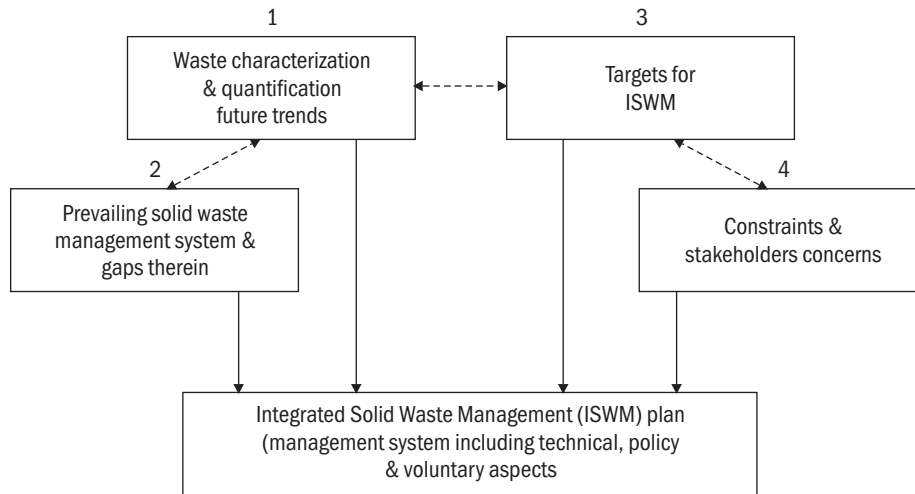 1
Waste characterization
& quantification
future trends
3
Targets for
ISWM
2
Prevailing solid waste
management system &
gaps therein
4
Constraints &
stakeholders concerns
Integrated Solid Waste Management (ISWM) plan
(management system including technical, policy
& voluntary aspects